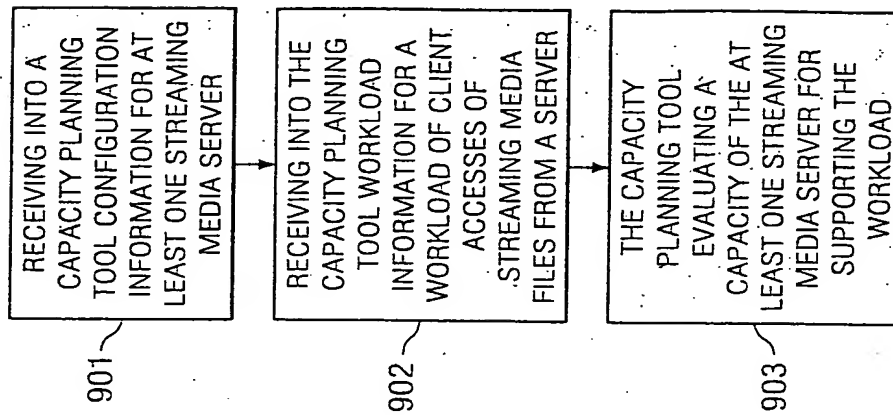 901
RECEIVING INTO A
CAPACITY PLANNING
TOOL CONFIGURATION
INFORMATION FOR AT
LEAST ONE STREAMING
MEDIA SERVER
902
RECEIVING INTO THE
CAPACITY PLANNING
TOOL WORKLOAD
INFORMATION FOR A
WORKLOAD OF CLIENT
ACCESSES OF
STREAMING MEDIA
FILES FROM A SERVER
903
THE CAPACITY
PLANNING TOOL
EVALUATING A
CAPACITY OF THE AT
LEAST ONE STREAMING
MEDIA SERVER FOR
SUPPORTING THE
WORKLOAD